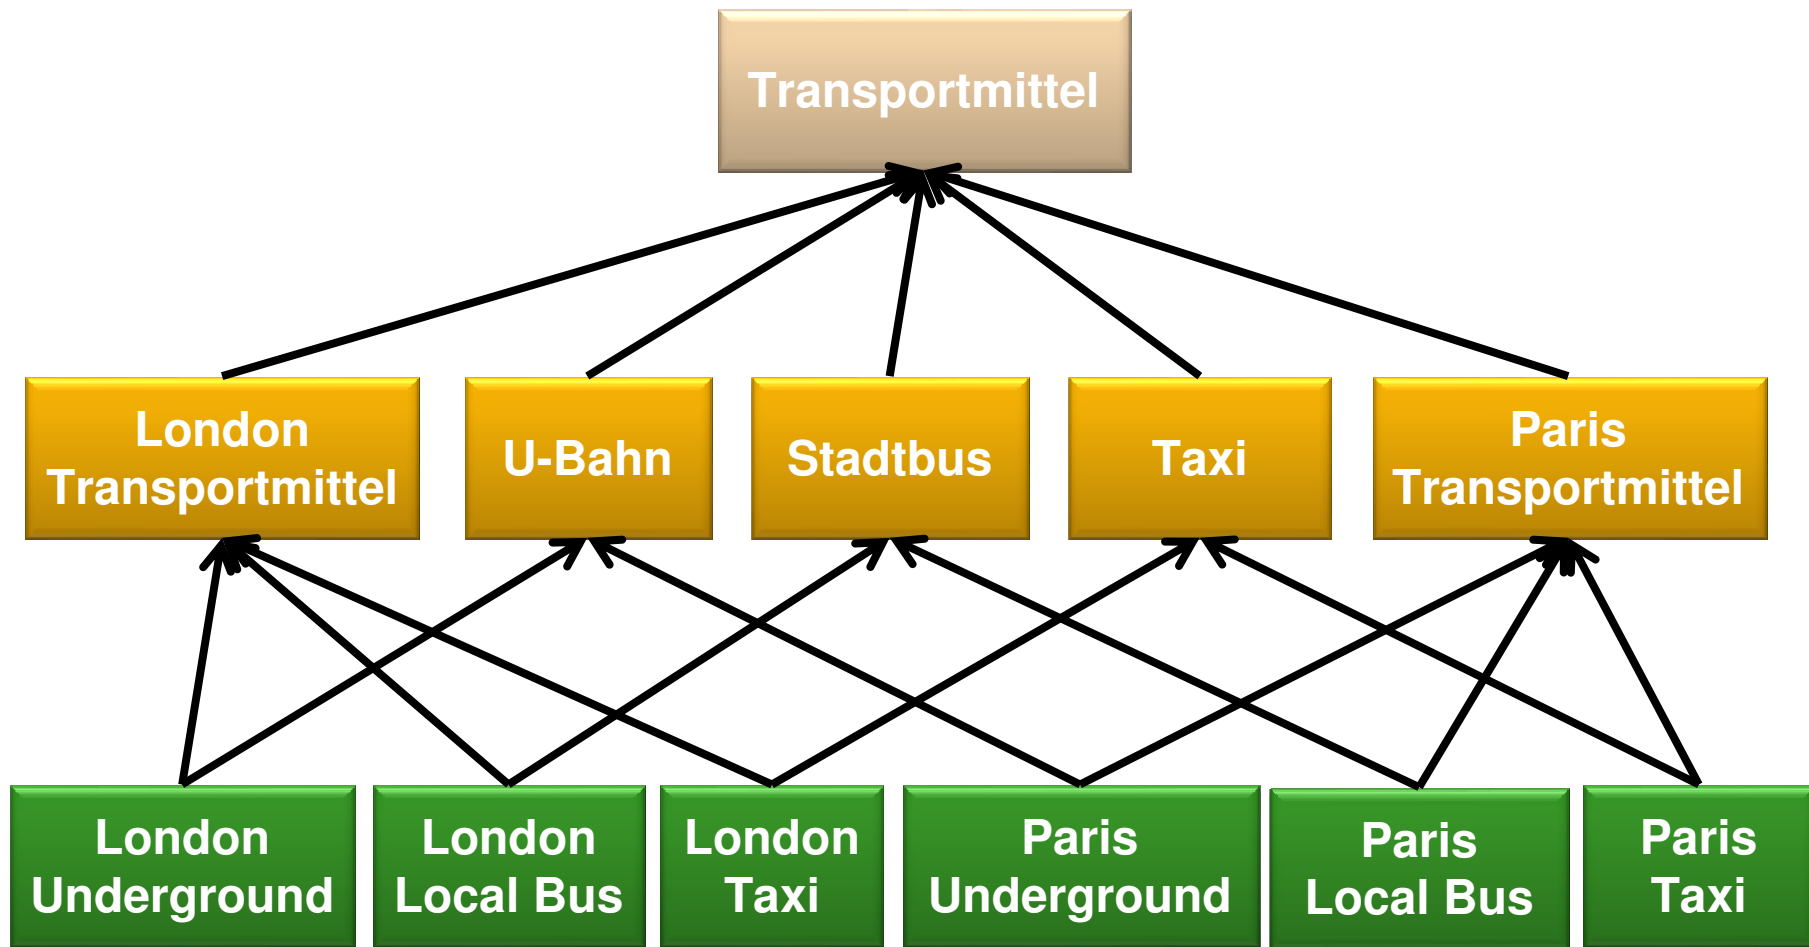 Transportmittel
London
Transportmittel
U-Bahn
Stadtbus
Taxi
Paris
Transportmittel
London
Underground
London
Local Bus
London
Taxi
Paris
Underground
Paris
Local Bus
Paris
Taxi